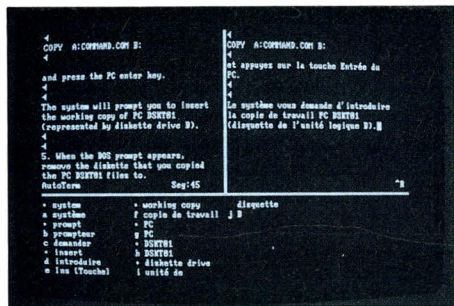 COPY A:COMMAND.COM B:
and press the PC enter key.
The system will prompt you to insert
the working copy of PC DSKT01
(represented by diskette drive B).
5. When the DOS prompt appears,
remove the diskette that you copied
the PC DSKT01 files to.
COPY A:COMMAND.COM B:
et appuyez sur la touche Entrée du
PC.
Le système vous demande d'introduire
la copie de travail PC DSKT01
(disquette de l'unité logique B).
AutoTerm Seg:45 ^R
• system
a système
• prompt
b prompteur
c demander
• insert
d introduire
e Ins (Touche)
• working copy
f copie de travail
• PC
g PC
• DSKT01
h DSKT01
• diskette drive
i unité de
disquette
j B